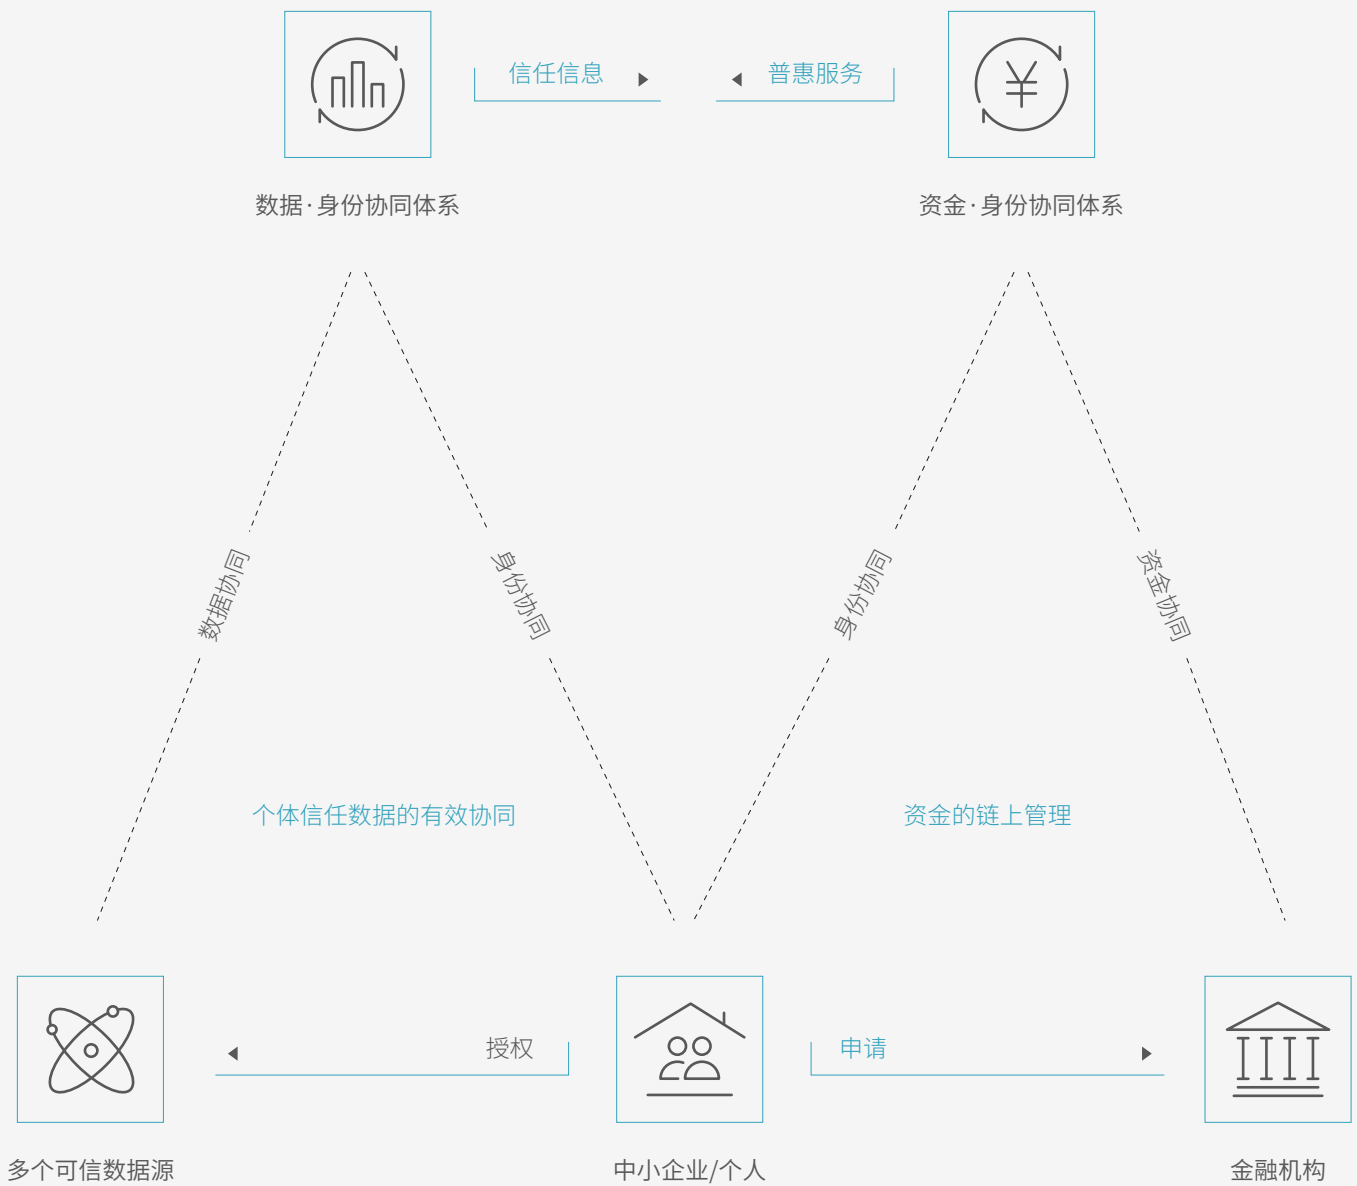 信任信息
普惠服务
数据·身份协同体系
资金·身份协同体系
数据协同
身份协同
身份协同
资金协同
个体信任数据的有效协同
资金的链上管理
授权
申请
多个可信数据源
中小企业/个人
金融机构